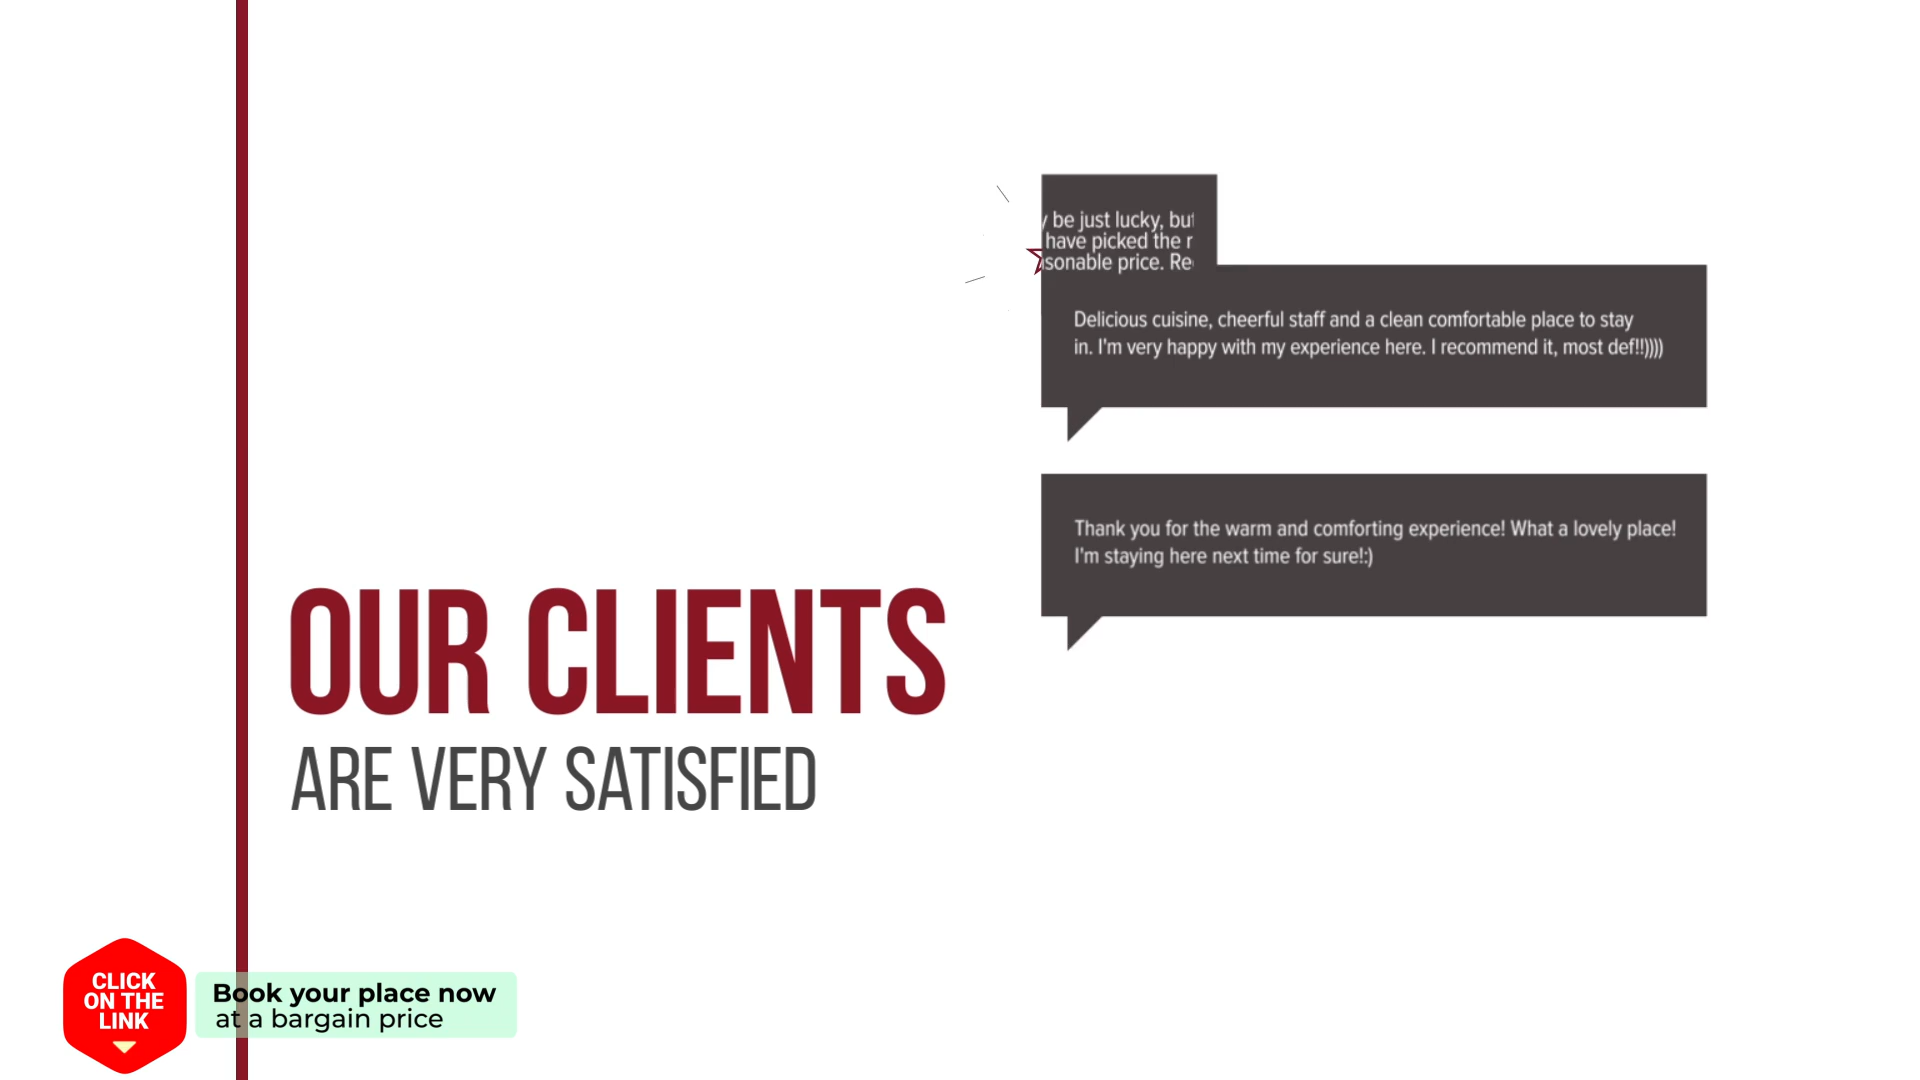 be just lucky, but
have picked the
price.
Delicious cuisine, cheerful staff and a clean comfortable place to stay
in. I'm very happy with my experience here. I recommend it, most def!!))))
Thank you for the warm and comforting experience! What a lovely place!
I'm staying here next time for sure!:)
OUR CLIENTS
ARE VERY SATISFIED
CLICK
ON THE
LINK
Book your place now
at a bargain price